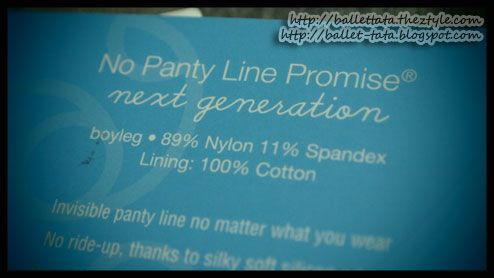 http://ballettata.theztyle.com
http://ballet-tata.blogspot.com
No Panty Line Promise®
next generation
boyleg • 89% Nylon 11% Spandex
Lining: 100% Cotton
Invisible panty line no matter what you wear
No ride-up, thanks to silky soft